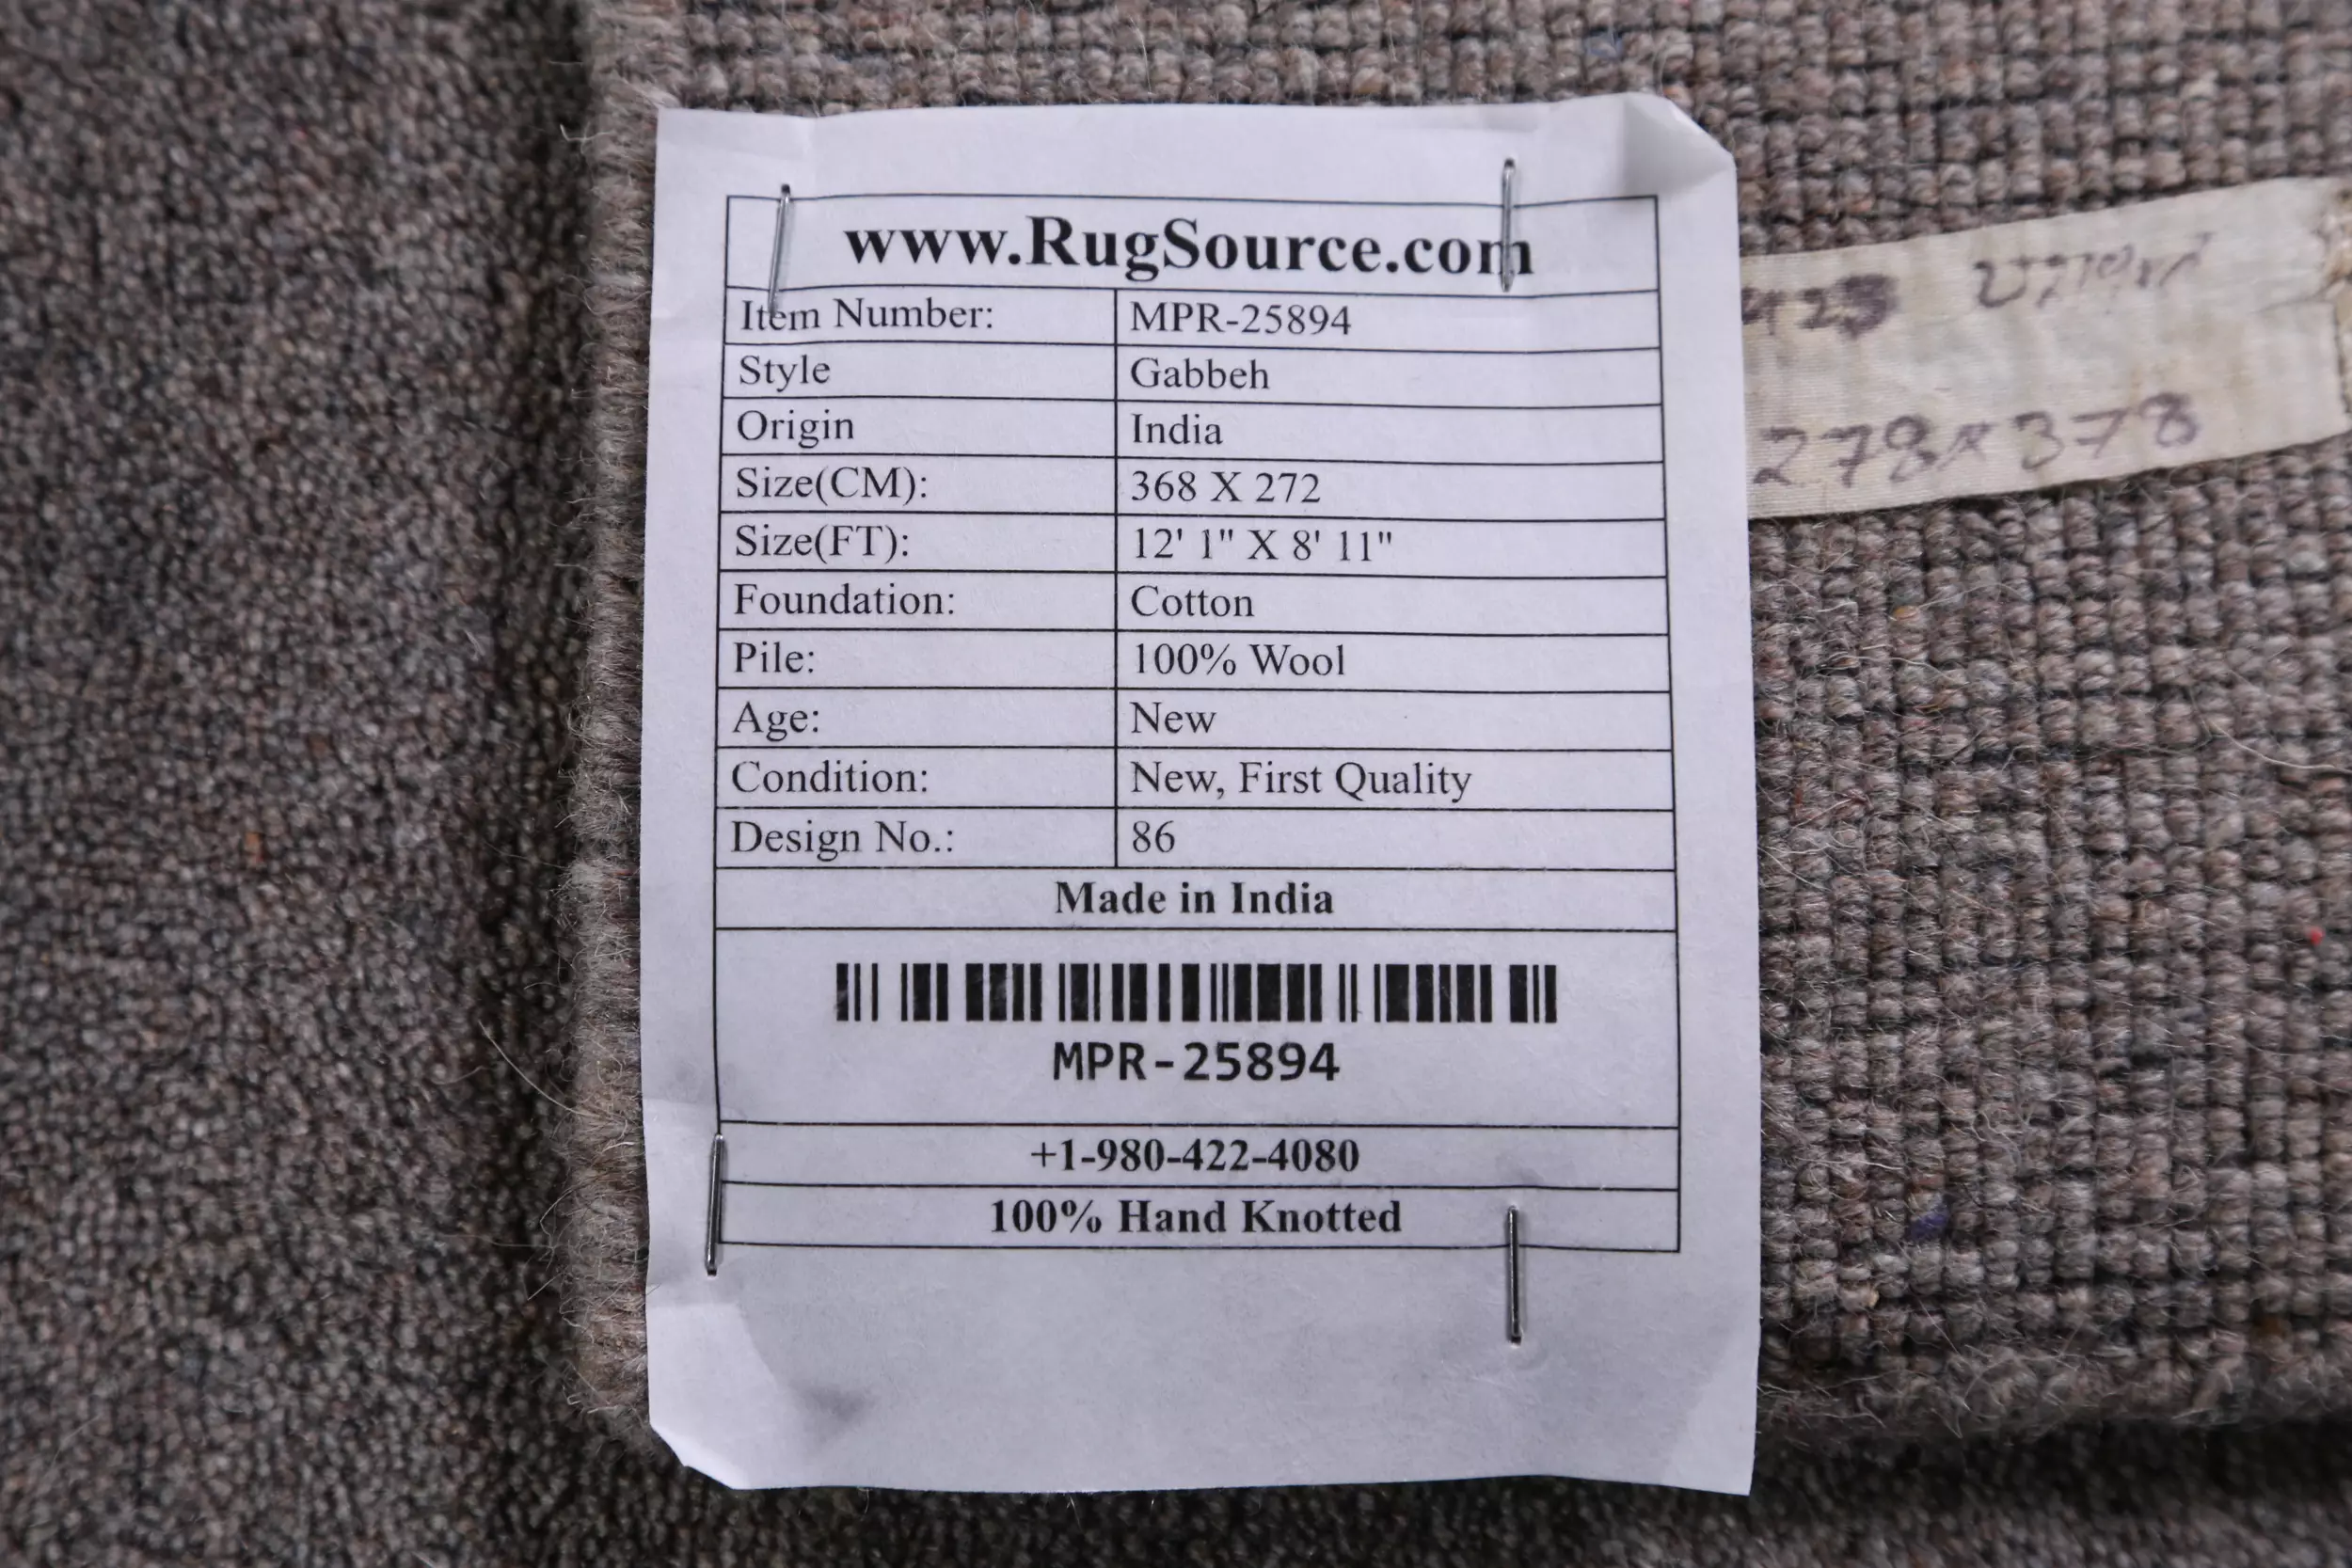 www.RugSource.com
Item Number: MPR-25894
Style Gabbeh
Origin India
Size(CM): 368 X 272
Size(FT): 12' 1" X 8' 11"
Foundation: Cotton
Pile: 100% Wool
Age: New
Condition: New, First Quality
Design No.: 86
Made in India
MPR-25894
+1-980-422-4080
100% Hand Knotted
278x378